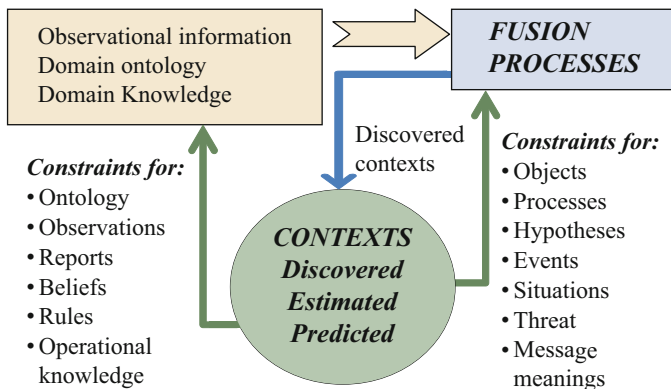 Observational information
Domain ontology
Domain Knowledge
FUSION
PROCESSES
Discovered
contexts
Constraints for:
• Ontology
• Observations
• Reports
• Beliefs
• Rules
• Operational
knowledge
CONTEXTS
Discovered
Estimated
Predicted
Constraints for:
• Objects
• Processes
• Hypotheses
• Events
• Situations
• Threat
• Message
meanings